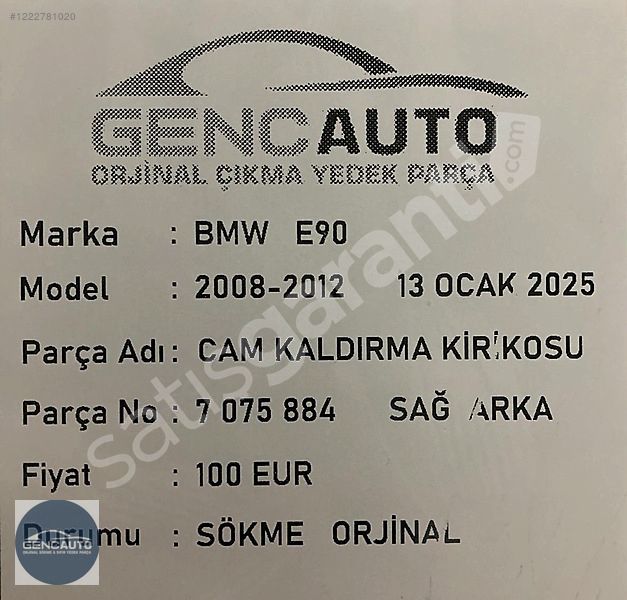 #1222781020
GENCAUTO
ORJİNAL ÇIKMA YEDEK PARÇA
Marka : BMW E90
Model : 2008-2012 13 OCAK 2025
Parça Adı : CAM KALDIRMA KİRİKOSU
Parça No : 7 075 884 SAĞ ARKA
Fiyat : 100 EUR
Durumu : SÖKME ORJİNAL
GENCAUTO
satışgaranti.com